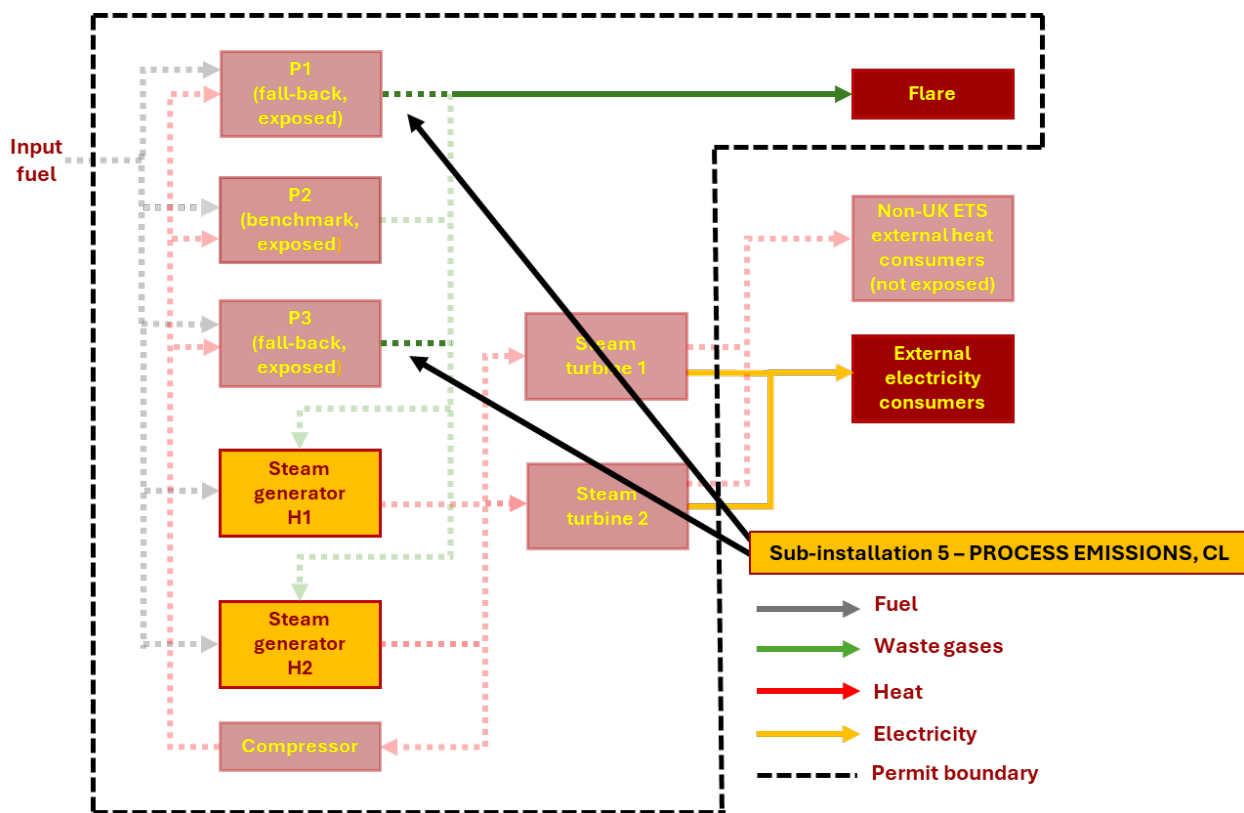 P1
(fall-back,
exposed)
Flare
Input
fuel
P2
(benchmark,
exposed)
Non-UK ETS
external heat
consumers
(not exposed)
P3
(fall-back,
exposed)
Steam
turbine 1
External
electricity
consumers
Steam
generator
H1
Steam
turbine 2
Sub-installation 5 – PROCESS EMISSIONS, CL
Steam
generator
H2
Fuel
Waste gases
Heat
Electricity
Compressor
Permit boundary